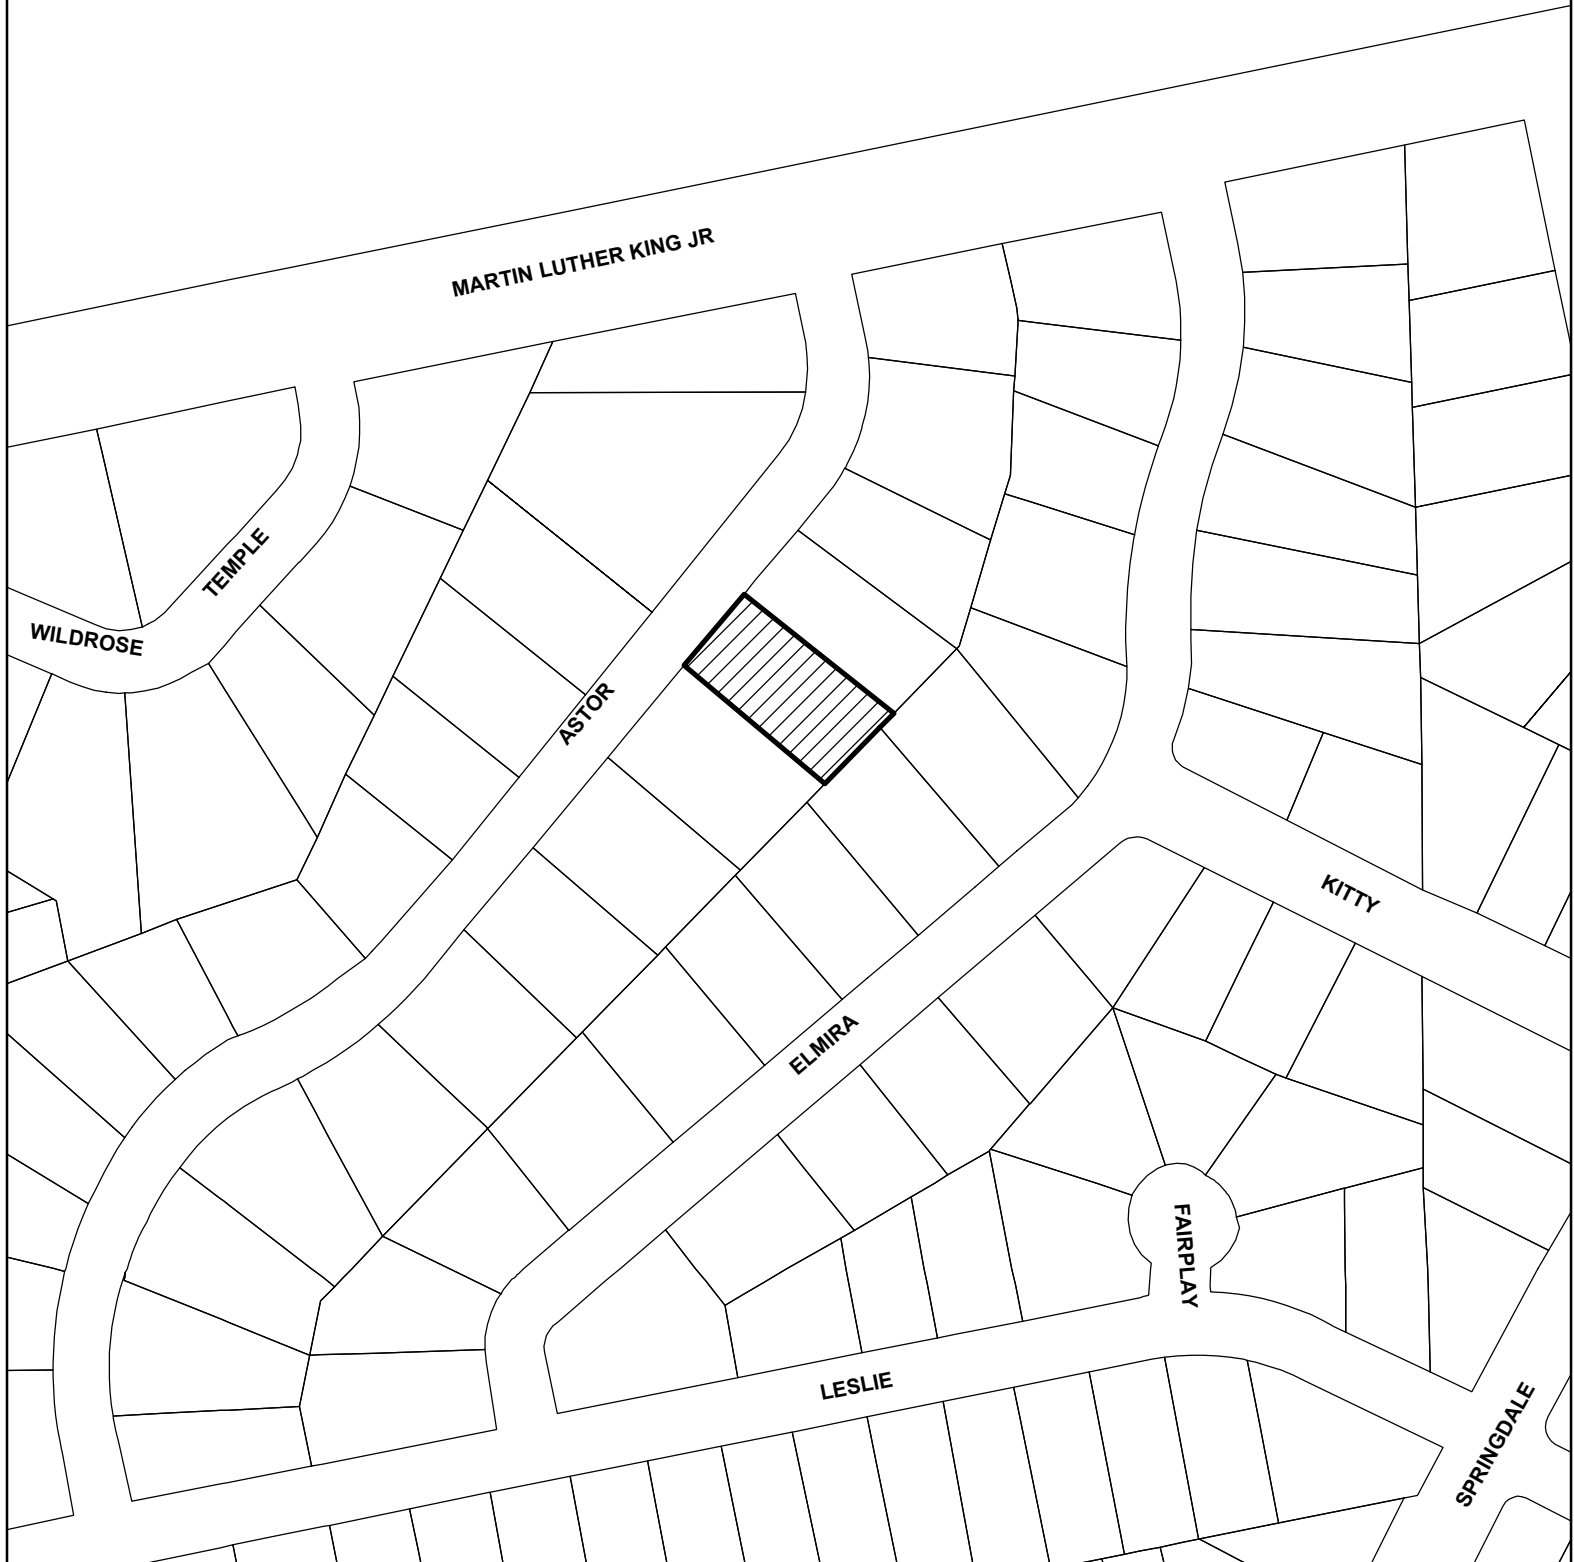 MARTIN LUTHER KING JR
TEMPLE
WILDROSE
ASTOR
KITTY
ELMIRA
FAIRPLAY
LESLIE
SPRINGDALE